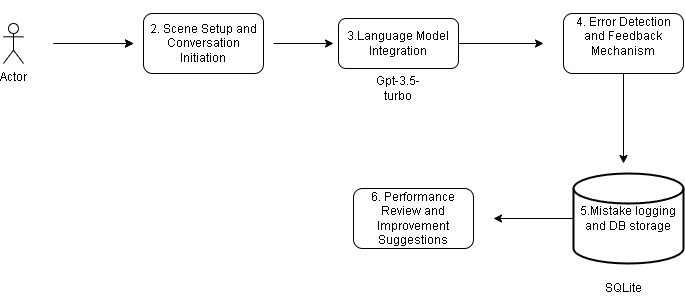 Actor
2. Scene Setup and
Conversation
Initiation
3.Language Model
Integration
Gpt-3.5-
turbo
4. Error Detection
and Feedback
Mechanism
5.Mistake logging
and DB storage
SQLite
6. Performance
Review and
Improvement
Suggestions